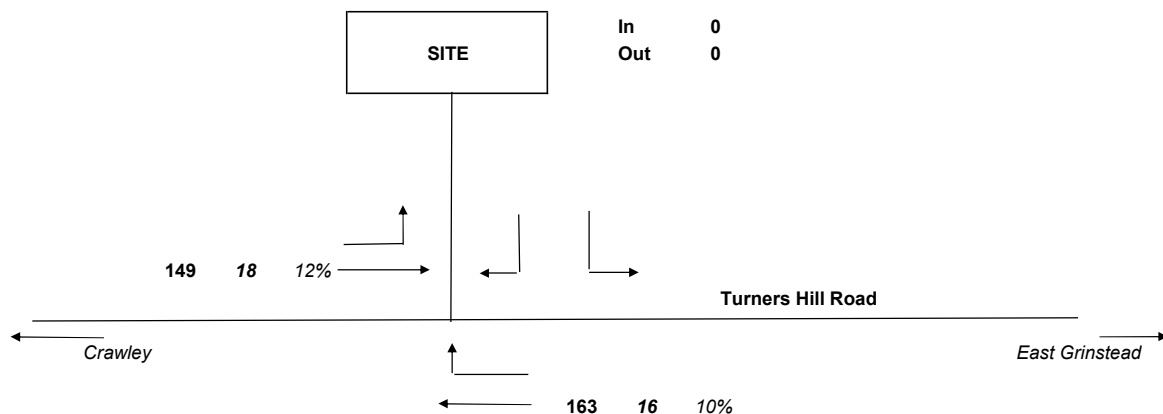 In 0
SITE
Out 0
149 18 12%
Turners Hill Road
Crawley
East Grinstead
163 16 10%